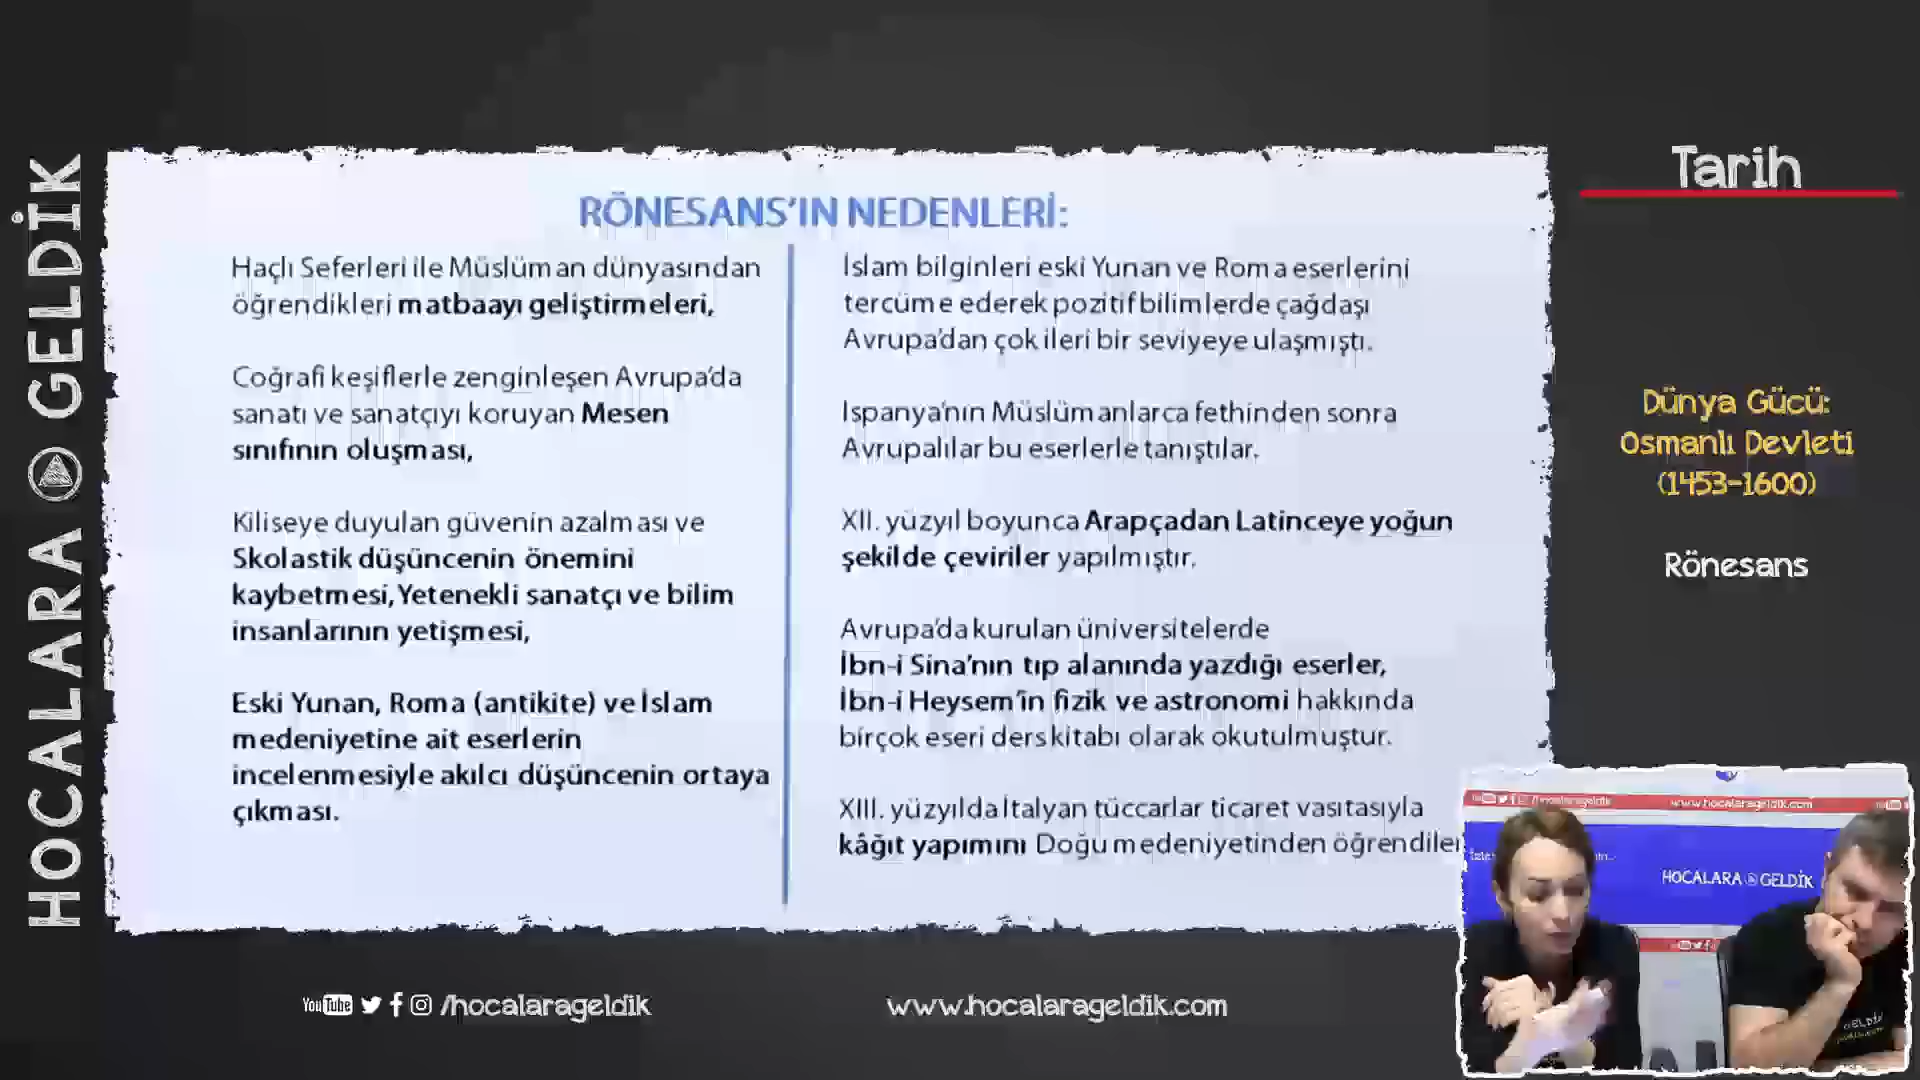 HOCALARA GELDİK
RÖNESANS’IN NEDENLERİ:
Haçlı Seferleri ile Müslüman dünyasından
öğrendikleri matbaayı geliştirmeleri,
Coğrafi keşiflerle zenginleşen Avrupa’da
sanatı ve sanatçıyı koruyan Mesen
sınıfının oluşması,
Kiliseye duyulan güvenin azalması ve
Skolastik düşüncenin önemini
kaybetmesi, Yetenekli sanatçı ve bilim
insanlarının yetişmesi,
Eski Yunan, Roma (antikite) ve İslam
medeniyetine ait eserlerin
incelenmesiyle akılcı düşüncenin ortaya
çıkması.
İslam bilginleri eski Yunan ve Roma eserlerini
tercüme ederek pozitif bilimlerde çağdaşı
Avrupa’dan çok ileri bir seviyeye ulaşmıştı.
İspanya’nın Müslümanlarca fethinden sonra
Avrupalılar bu eserlerle tanıştılar.
XII. yüzyıl boyunca Arapçadan Latinceye yoğun
şekilde çeviriler yapılmıştır.
Avrupa’da kurulan üniversitelerde
İbn-i Sina’nın tıp alanında yazdığı eserler,
İbn-i Heysem’in fizik ve astronomi hakkında
birçok eseri ders kitabı olarak okutulmuştur.
XIII. yüzyılda İtalyan tüccarlar ticaret vasıtasıyla
kâğıt yapımını Doğu medeniyetinden öğrendiler
Tarih
Dünya Gücü:
Osmanlı Devleti
(1453-1600)
Rönesans
YouTube /hocalarageldik
www.hocalarageldik.com
/hocalarageldik
www.hocalarageldik.com
HOCALARA GELDİK
GELDİK